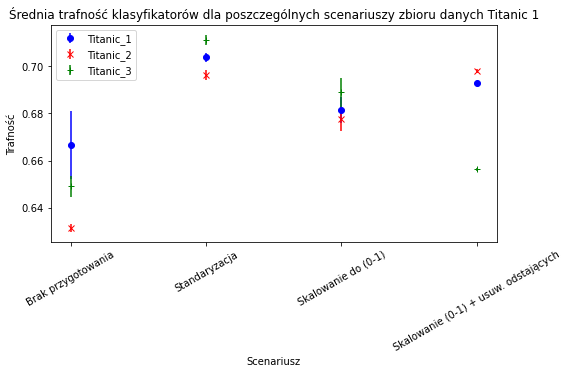 Średnia trafność klasyfikatorów dla poszczególnych scenariuszy zbioru danych Titanic 1
Titanic_1
Titanic_2
Titanic_3
Trafność
0.70
0.68
0.66
0.64
Brak przygotowania
Standaryzacja
Skalowanie do (0-1)
Skalowanie (0-1) + usuw. odstających
Scenariusz